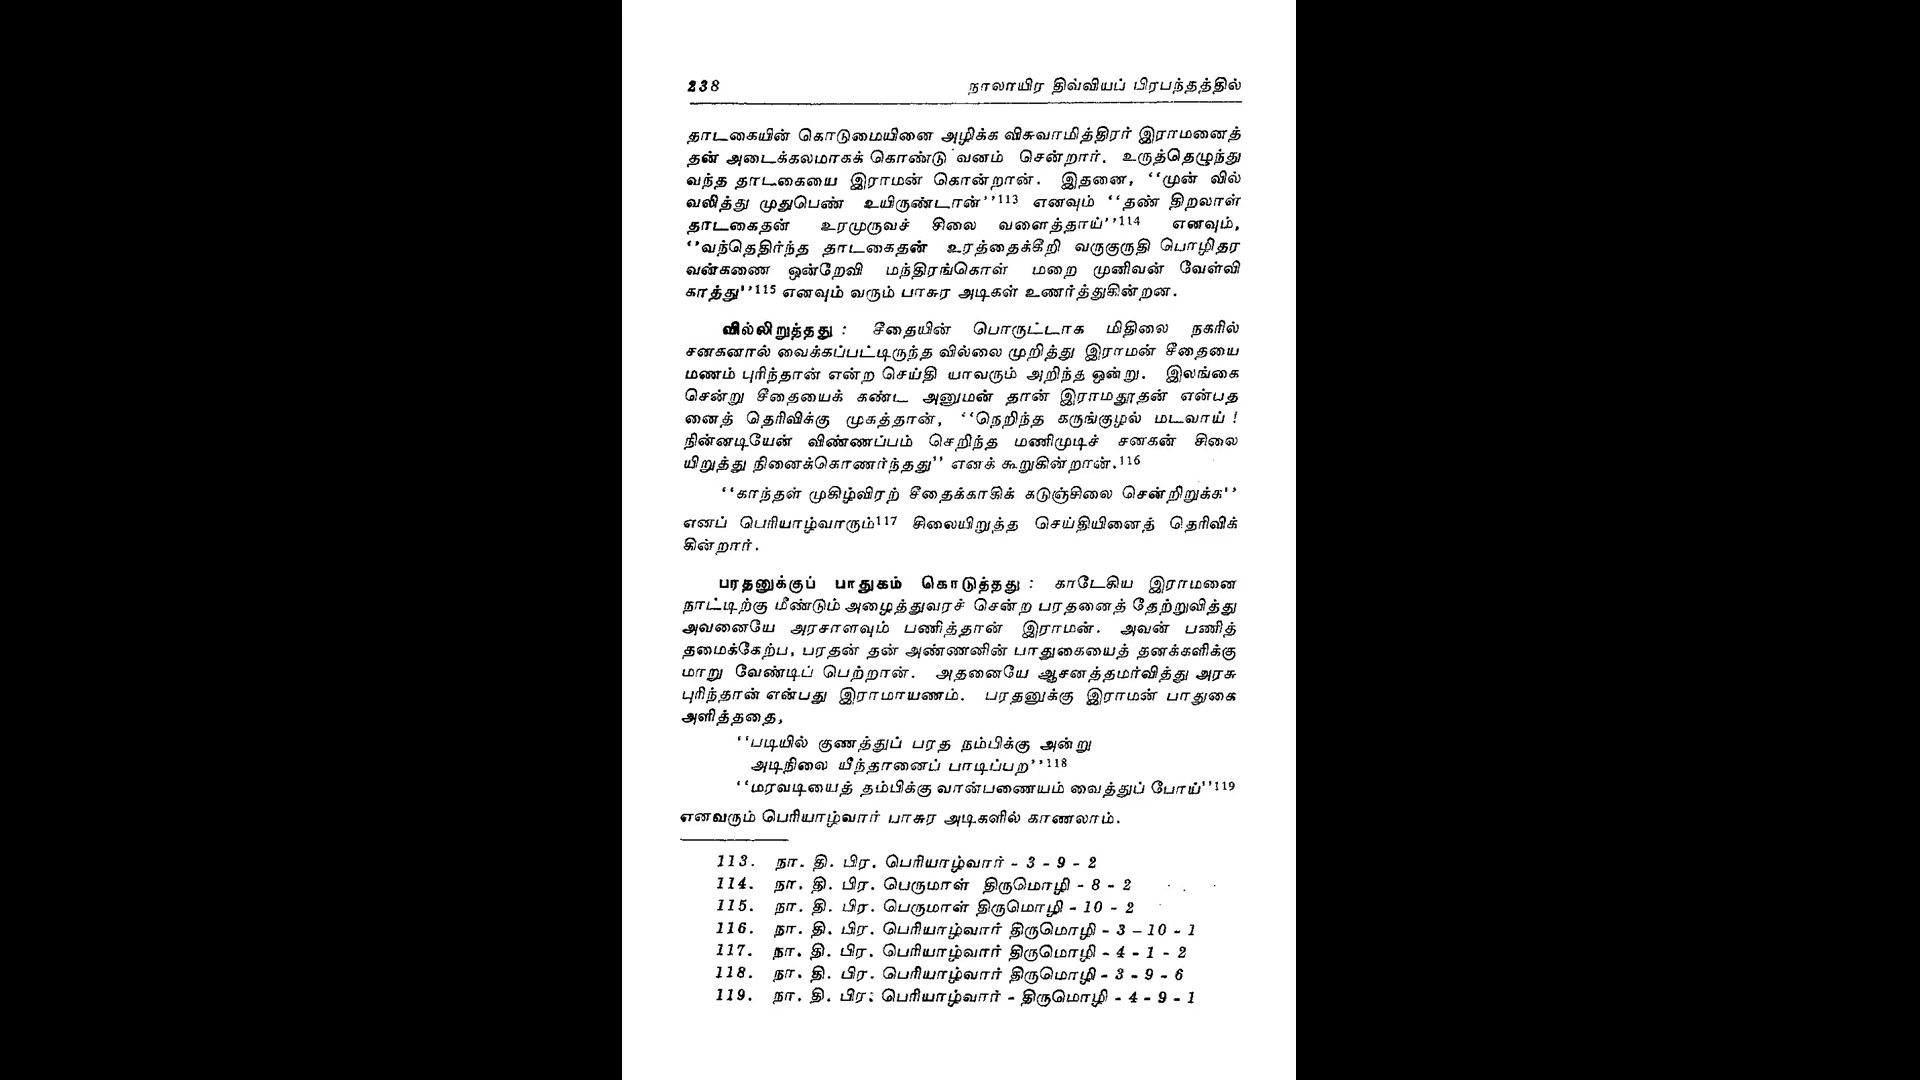 238 நாலாயிர திவ்வியப் பிரபந்தத்தில்
தாடகையின் கொடுமையினை அழிக்க விசுவாமித்திரர் இராமனைத்
தன் அடைக்கலமாகக் கொண்டு வனம் சென்றார். உருத்தெழுந்து
வந்த தாடகையை இராமன் கொன்றான். இதனை, ‘‘முன் வில்
வலித்து முதுபெண் உயிருண்டான்’’113 எனவும் ‘‘தண் திறலாள்
தாடகைதன் உரமுருவச் சிலை வளைத்தாய்’’114 எனவும்,
‘’வந்தெதிர்ந்த தாடகைதன் உரத்தைக்கீறி வருகுருதி பொழிதர
வன்கணை ஒன்றேவி மந்திரங்கொள் மறை முனிவன் வேள்வி
காத்து’’115 எனவும் வரும் பாசுர அடிகள் உணர்த்துகின்றன.
வில்லிறுத்தது : சீதையின் பொருட்டாக மிதிலை நகரில்
சனகனால் வைக்கப்பட்டிருந்த வில்லை முறித்து இராமன் சீதையை
மணம் புரிந்தான் என்ற செய்தி யாவரும் அறிந்த ஒன்று. இலங்கை
சென்று சீதையைக் கண்ட அனுமன் தான் இராமதூதன் என்பத
னைத் தெரிவிக்கு முகத்தான், ‘‘நெறிந்த கருங்குழல் மடவாய் !
நின்னடியேன் விண்ணப்பம் செறிந்த மணிமுடிச் சனகன் சிலை
யிறுத்து நினைக்கொணர்ந்தது’’ எனக் கூறுகின்றான்.116
‘‘காந்தள் முகிழ்விரற் சீதைக்காகிக் கடுஞ்சிலை சென்றிறுக்க’’
எனப் பெரியாழ்வாரும்117 சிலையிறுத்த செய்தியினைத் தெரிவிக்
கின்றார்.
பரதனுக்குப் பாதுகம் கொடுத்தது : காடேகிய இராமனை
நாட்டிற்கு மீண்டும் அழைத்துவரச் சென்ற பரதனைத் தேற்றுவித்து
அவனையே அரசாளவும் பணித்தான் இராமன். அவன் பணித்
தமைக்கேற்ப, பரதன் தன் அண்ணனின் பாதுகையைத் தனக்களிக்கு
மாறு வேண்டிப் பெற்றான். அதனையே ஆசனத்தமர்வித்து அரசு
புரிந்தான் என்பது இராமாயணம். பரதனுக்கு இராமன் பாதுகை
அளித்ததை,
‘‘படியில் குணத்துப் பரத நம்பிக்கு அன்று
அடிநிலை யீந்தானைப் பாடிப்பற’’118
‘‘மரவடியைத் தம்பிக்கு வான்பணையம் வைத்துப் போய்’’119
எனவரும் பெரியாழ்வார் பாசுர அடிகளில் காணலாம்.
113. நா. தி. பிர. பெரியாழ்வார் - 3 - 9 - 2
114. நா. தி. பிர. பெருமாள் திருமொழி - 8 - 2
115. நா. தி. பிர. பெருமாள் திருமொழி - 10 - 2
116. நா. தி. பிர. பெரியாழ்வார் திருமொழி - 3 – 10 - 1
117. நா. தி. பிர. பெரியாழ்வார் திருமொழி - 4 - 1 - 2
118. நா. தி. பிர. பெரியாழ்வார் திருமொழி - 3 - 9 - 6
119. நா. தி. பிர. பெரியாழ்வார் - திருமொழி - 4 - 9 - 1